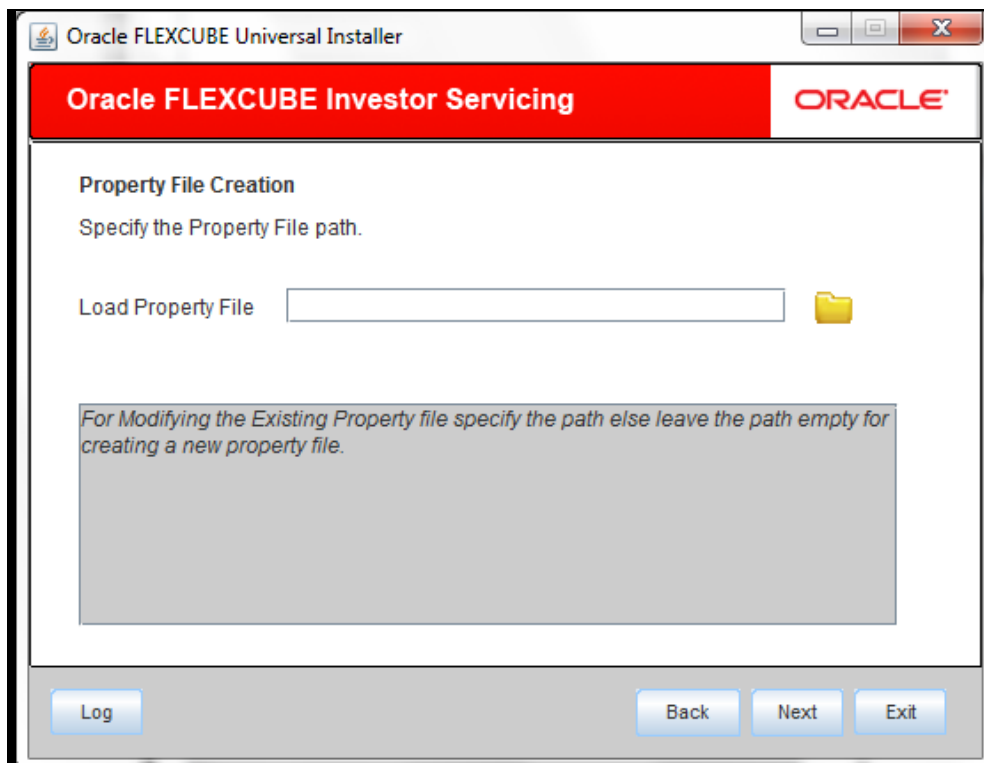 Oracle FLEXCUBE Universal Installer
Oracle FLEXCUBE Investor Servicing
ORACLE
Property File Creation
Specify the Property File path.
Load Property File
For Modifying the Existing Property file specify the path else leave the path empty for
creating a new property file.
Log
Back
Next
Exit